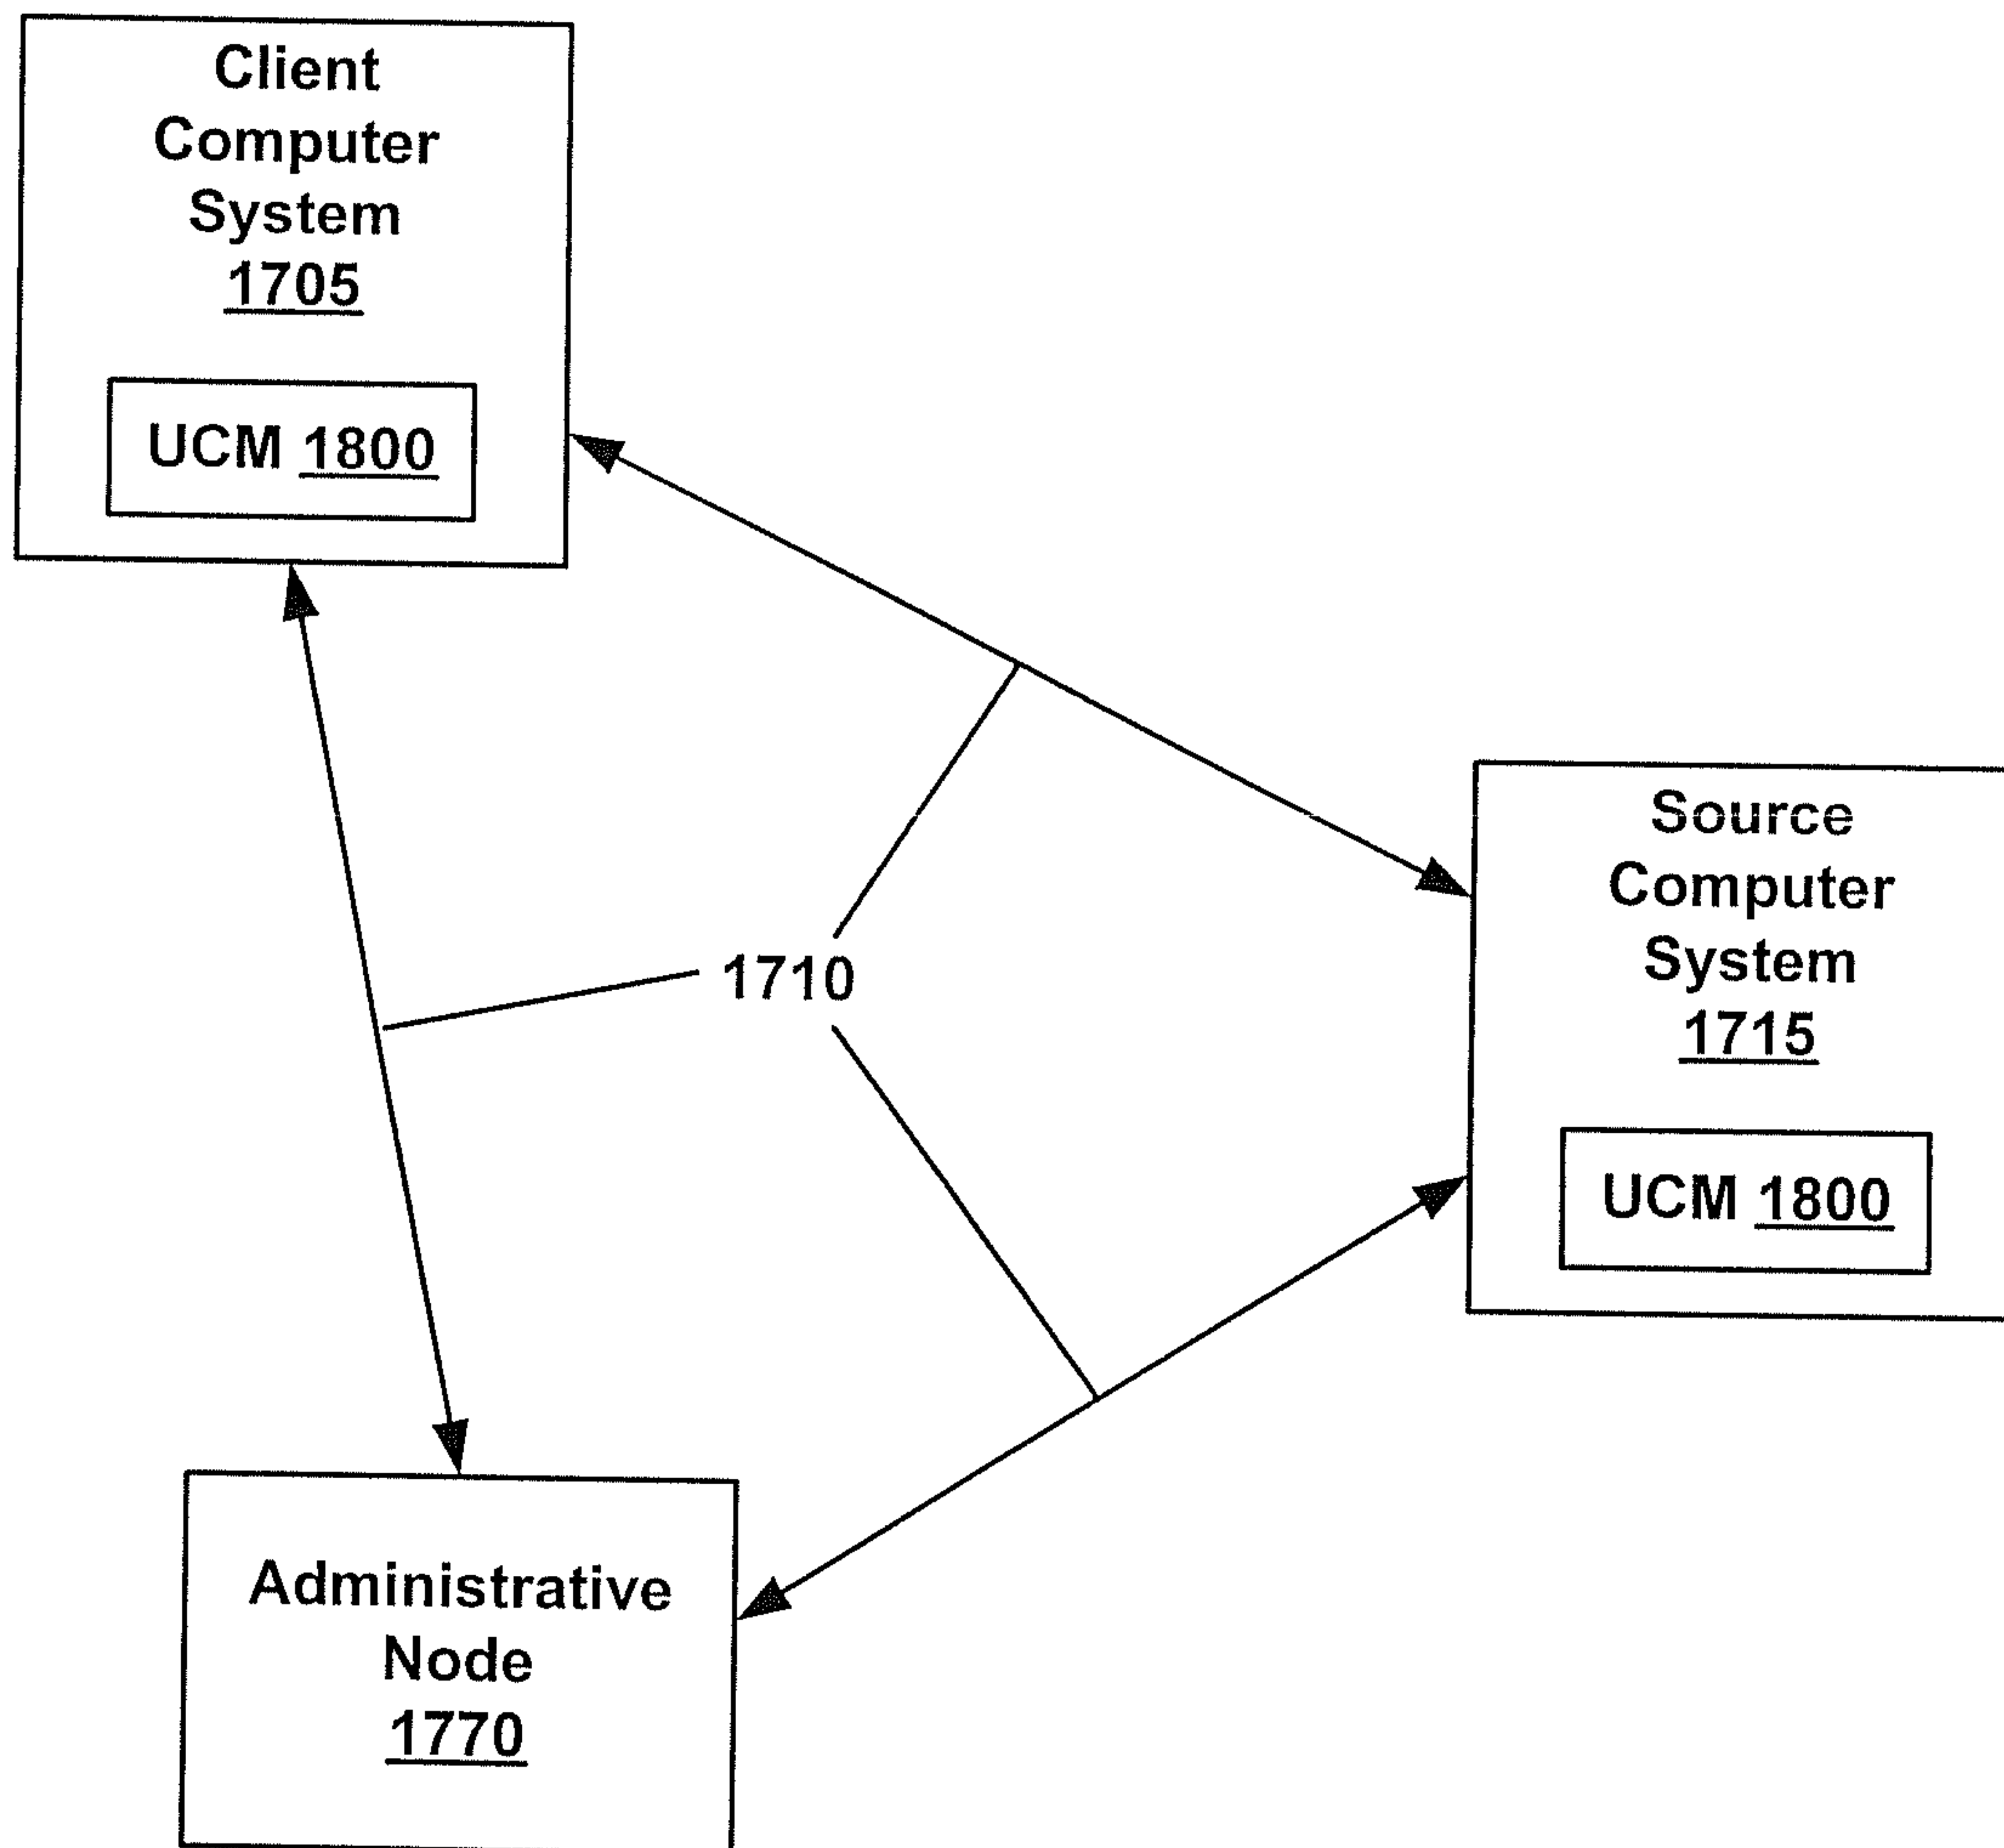 Client
Computer
System
1705
UCM 1800
1710
Source
Computer
System
1715
UCM 1800
Administrative
Node
1770